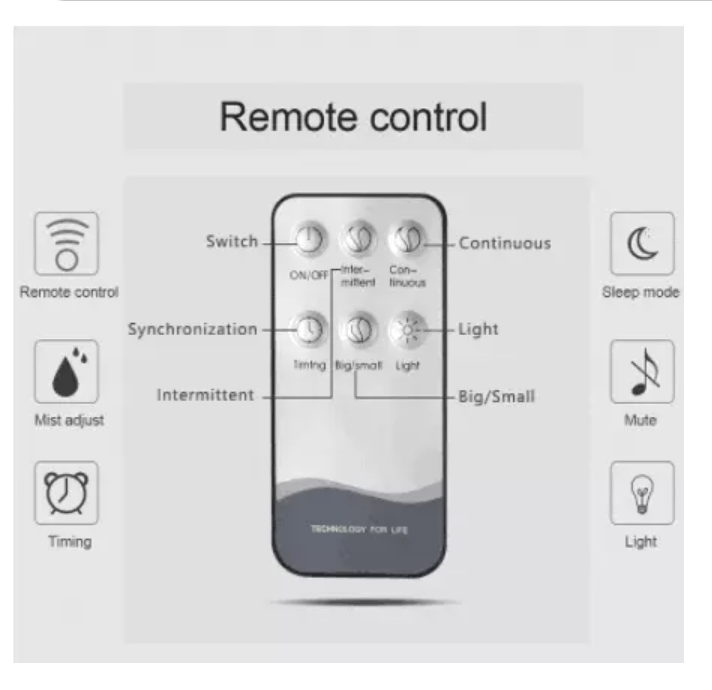 Remote control
Switch
Continuous
ON/OFF
Inter-
mittent
Con-
tinuous
Remote control
Sleep mode
Synchronization
Light
Timing
Big/small
Light
Intermittent
Big/Small
Mist adjust
Mute
TECHNOLOGY FOR LIFE
Timing
Light